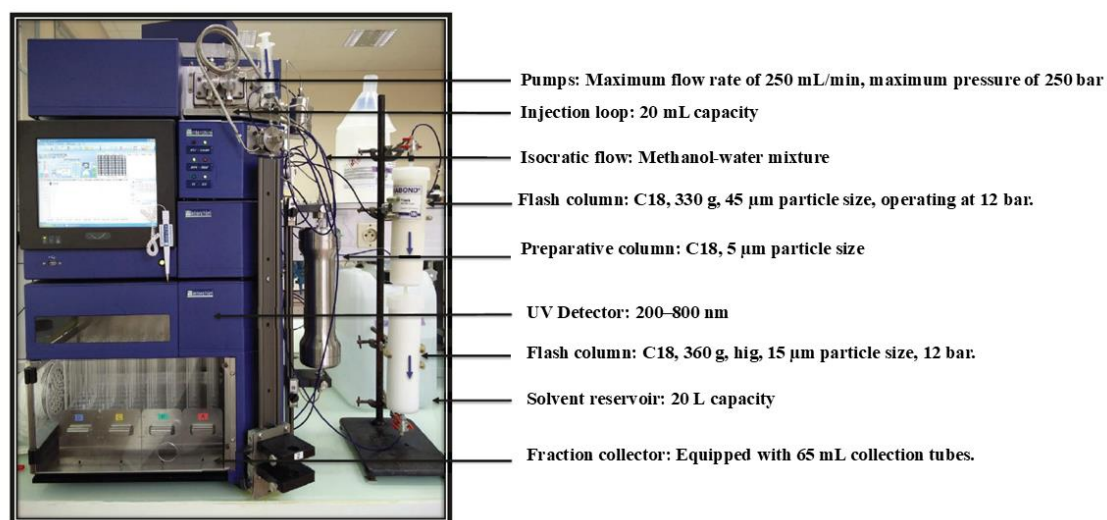 Pumps: Maximum flow rate of 250 mL/min, maximum pressure of 250 bar
Injection loop: 20 mL capacity
Isocratic flow: Methanol-water mixture
Flash column: C18, 330 g, 45 µm particle size, operating at 12 bar.
Preparative column: C18, 5 µm particle size
UV Detector: 200–800 nm
Flash column: C18, 360 g, hig, 15 µm particle size, 12 bar.
Solvent reservoir: 20 L capacity
Fraction collector: Equipped with 65 mL collection tubes.